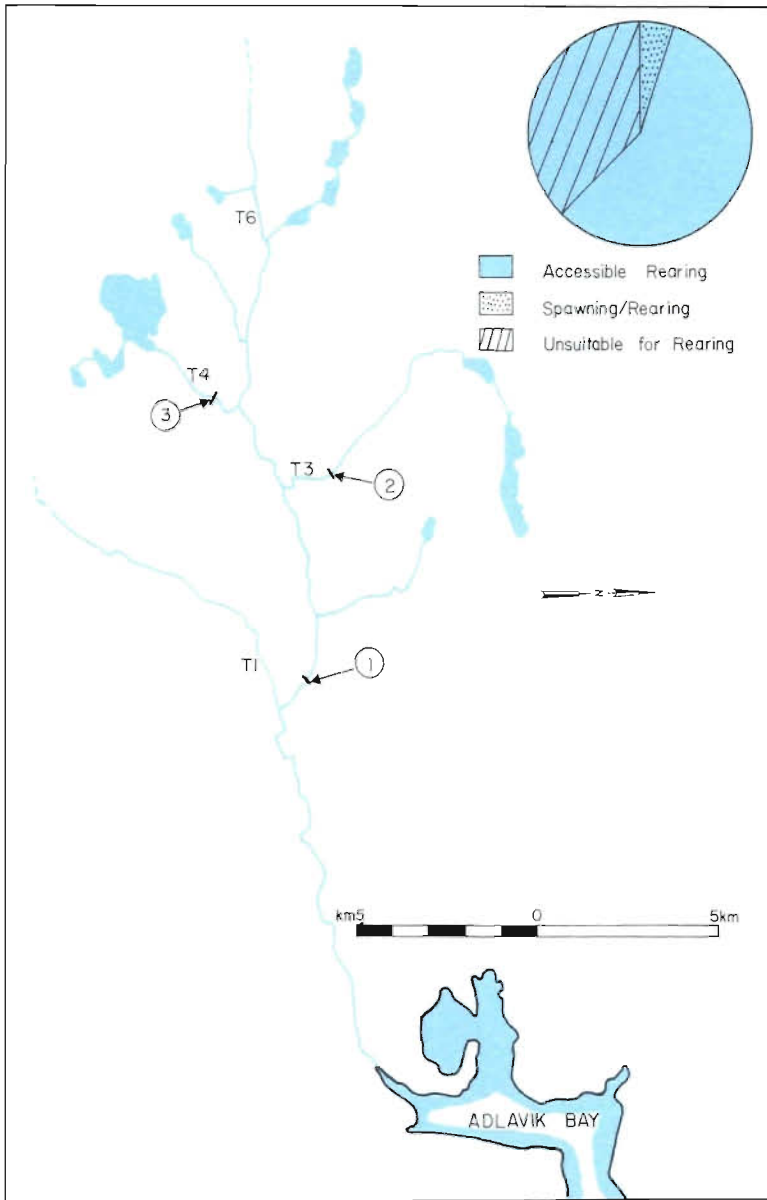 T6
Accessible Rearing
Spawning/Rearing
Unsuitable for Rearing
T4
3
T3
2
N
T1
1
km5 0 5km
ADLAVIK BAY